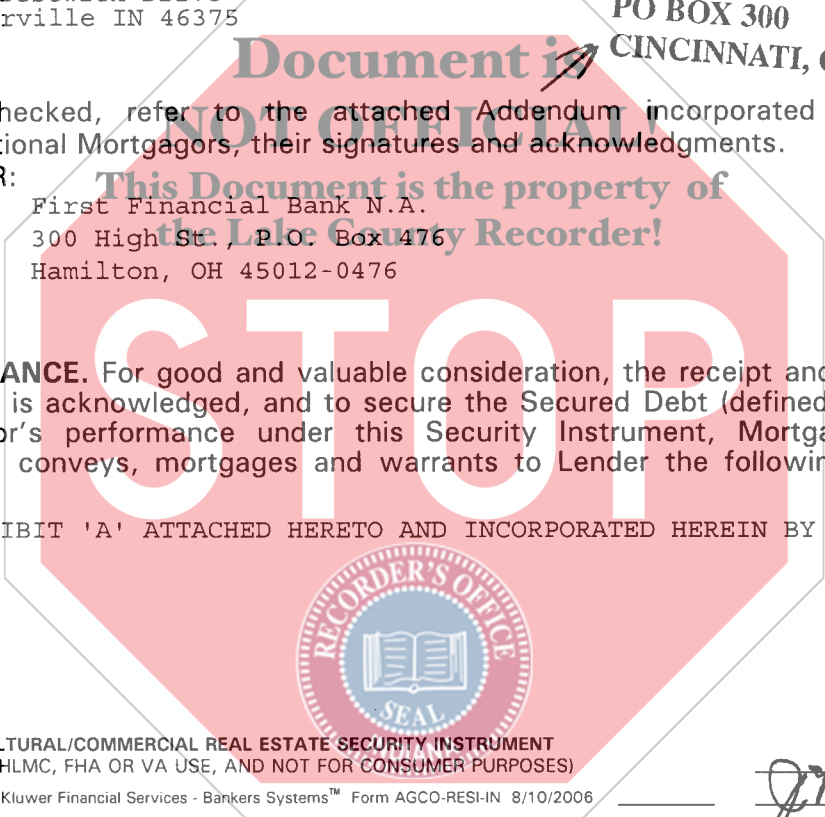 rville IN 46375
PO BOX 300
CINCINNATI,
Document is
NOT OFFICIAL!
This Document is the property of
the Lake County Recorder!
hecked, refer to the attached Addendum incorporated
tional Mortgagors, their signatures and acknowledgments.
R:
First Financial Bank N.A.
300 High St., P.O. Box 476
Hamilton, OH 45012-0476
STOP
ANCE. For good and valuable consideration, the receipt and
is acknowledged, and to secure the Secured Debt (defined
or's performance under this Security Instrument, Mortga
conveys, mortgages and warrants to Lender the followin
IBIT 'A' ATTACHED HERETO AND INCORPORATED HEREIN BY
RECORDER'S OFFICE
SEAL
INDIANA
LTURAL/COMMERCIAL REAL ESTATE SECURITY INSTRUMENT
HLMC, FHA OR VA USE, AND NOT FOR CONSUMER PURPOSES)
Kluwer Financial Services - Bankers Systems™ Form AGCO-RESI-IN 8/10/2006